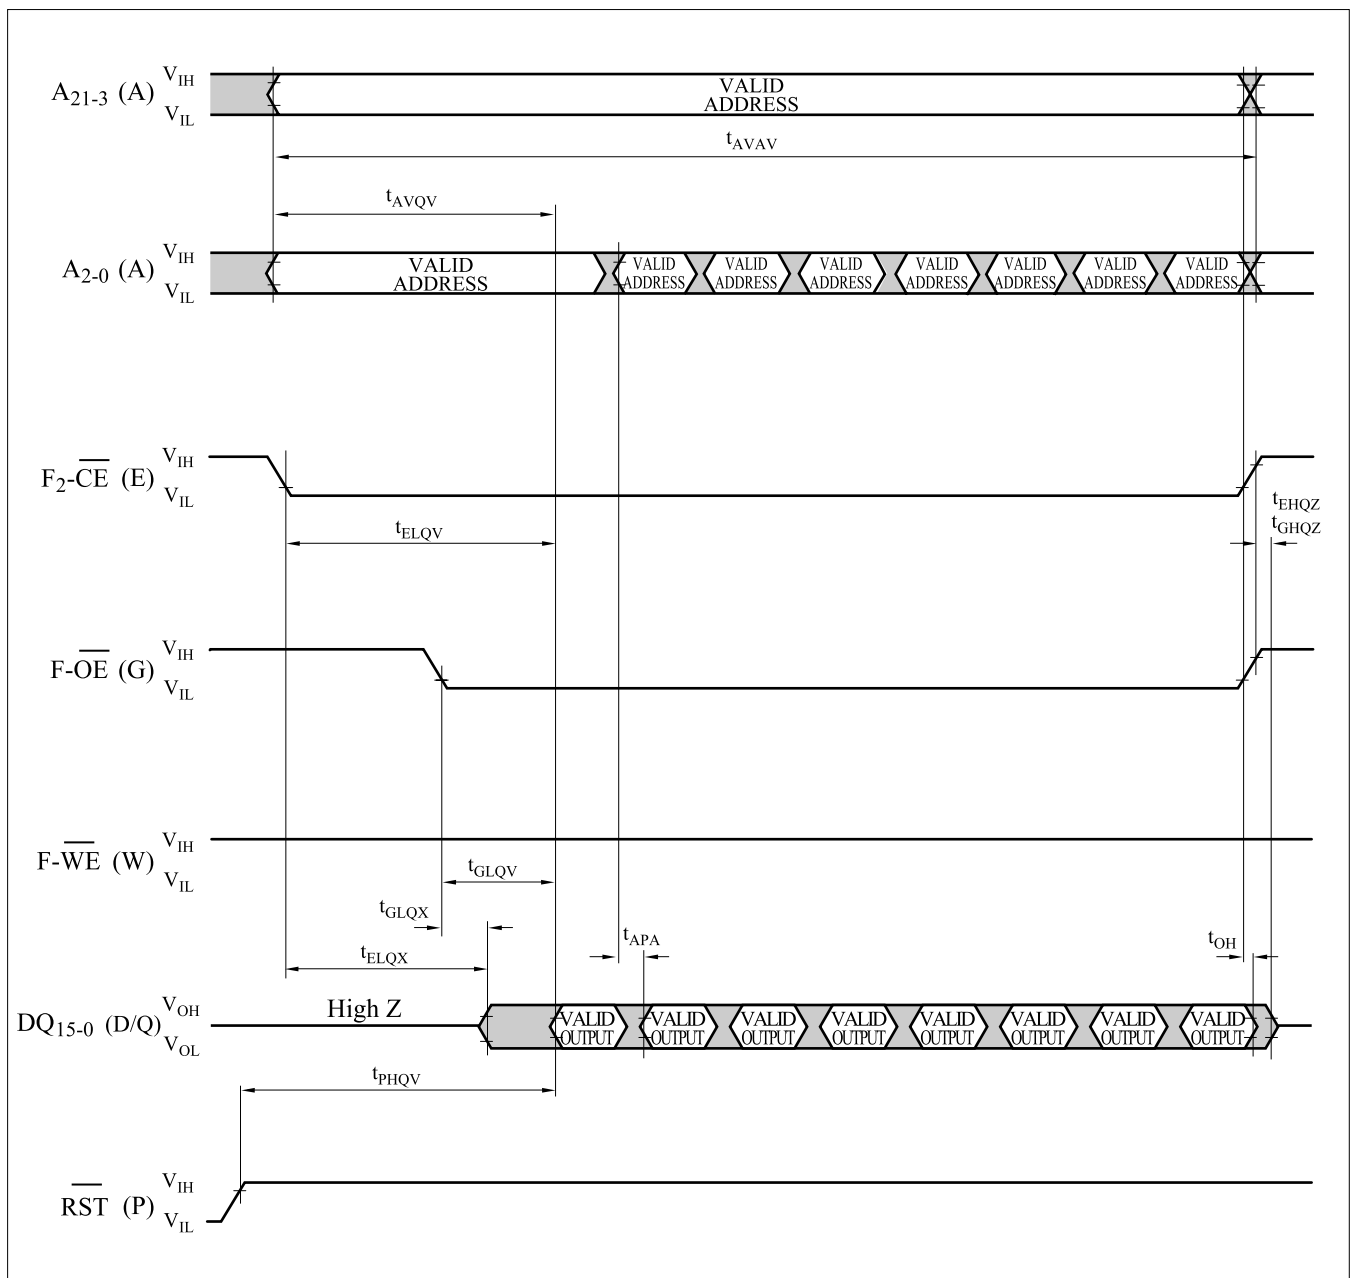 A21-3 (A) VIH
VIL
VALID
ADDRESS
tAVAV
tAVQV
A2-0 (A) VIH
VIL
VALID
ADDRESS
VALID
ADDRESS
VALID
ADDRESS
VALID
ADDRESS
VALID
ADDRESS
VALID
ADDRESS
VALID
ADDRESS
VALID
ADDRESS
F2-CE (E) VIH
VIL
tELQV
tEHQZ
tGHQZ
F-OE (G) VIH
VIL
F-WE (W) VIH
VIL
tGLQV
tGLQX
tELQX
tAPA
tOH
DQ15-0 (D/Q) VOH
VOL
High Z
VALID
OUTPUT
VALID
OUTPUT
VALID
OUTPUT
VALID
OUTPUT
VALID
OUTPUT
VALID
OUTPUT
VALID
OUTPUT
VALID
OUTPUT
tPHQV
RST (P) VIH
VIL